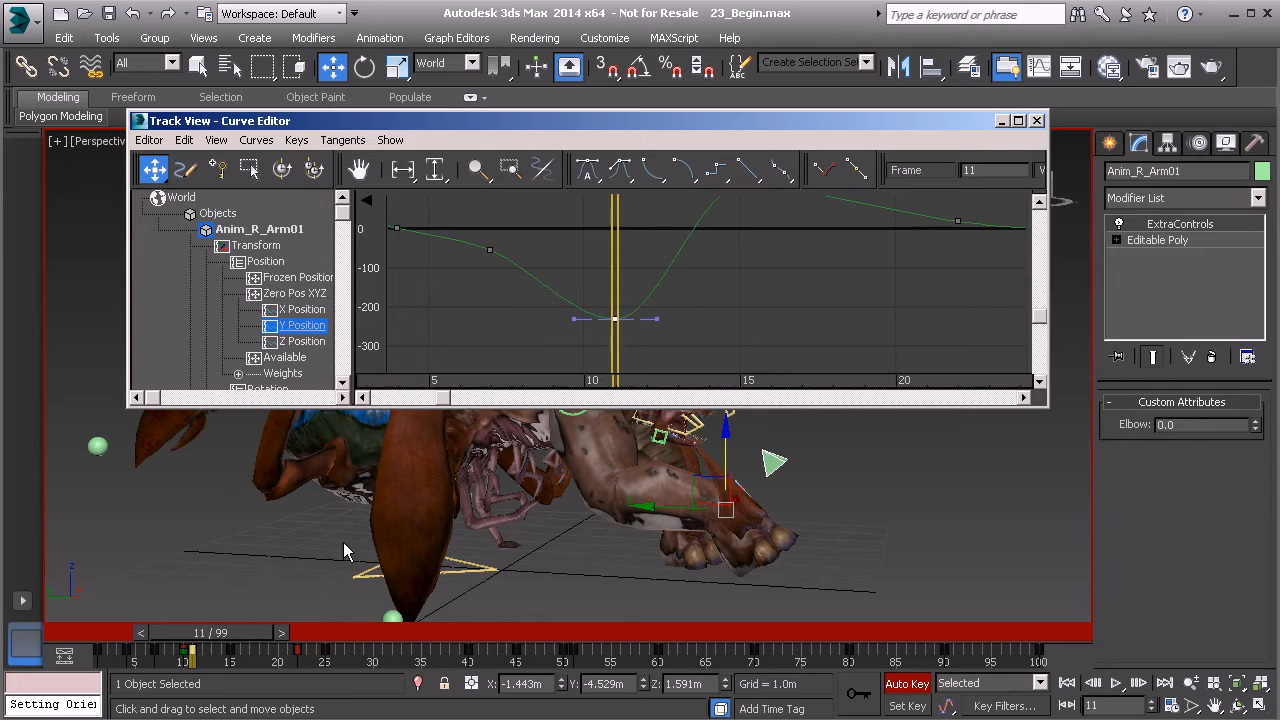 Workspace: Default
Autodesk 3ds Max 2014 x64 - Not for Resale 23_Begin.max
Type a keyword or phrase
Edit Tools Group Views Create Modifiers Animation Graph Editors Rendering Customize MAXScript Help
All
World
Create Selection Se
Modeling Freeform Selection Object Paint Populate
Polygon Modeling
Track View - Curve Editor
[+] [Perspective
Editor Edit View Curves Keys Tangents Show
Frame 11
World
Objects
Anim_R_Arm01
Transform
Position
Frozen Position
Zero Pos XYZ
X Position
Y Position
Z Position
Available
Weights
Rotation
0
-100
-200
-300
5 10 15 20
Anim_R_Arm01
Modifier List
ExtraControls
Editable Poly
- Custom Attributes
Elbow: 0.0
z
< 11 / 99 >
5 10 15 20 25 30 35 40 45 50 55 60 65 70 75 80 85 90 95 100
1 Object Selected
X: -1.443m Y: -4.529m Z: 1.591m Grid = 1.0m
Auto Key Selected
Setting Orie
Click and drag to select and move objects
Add Time Tag
Set Key Key Filters... 11